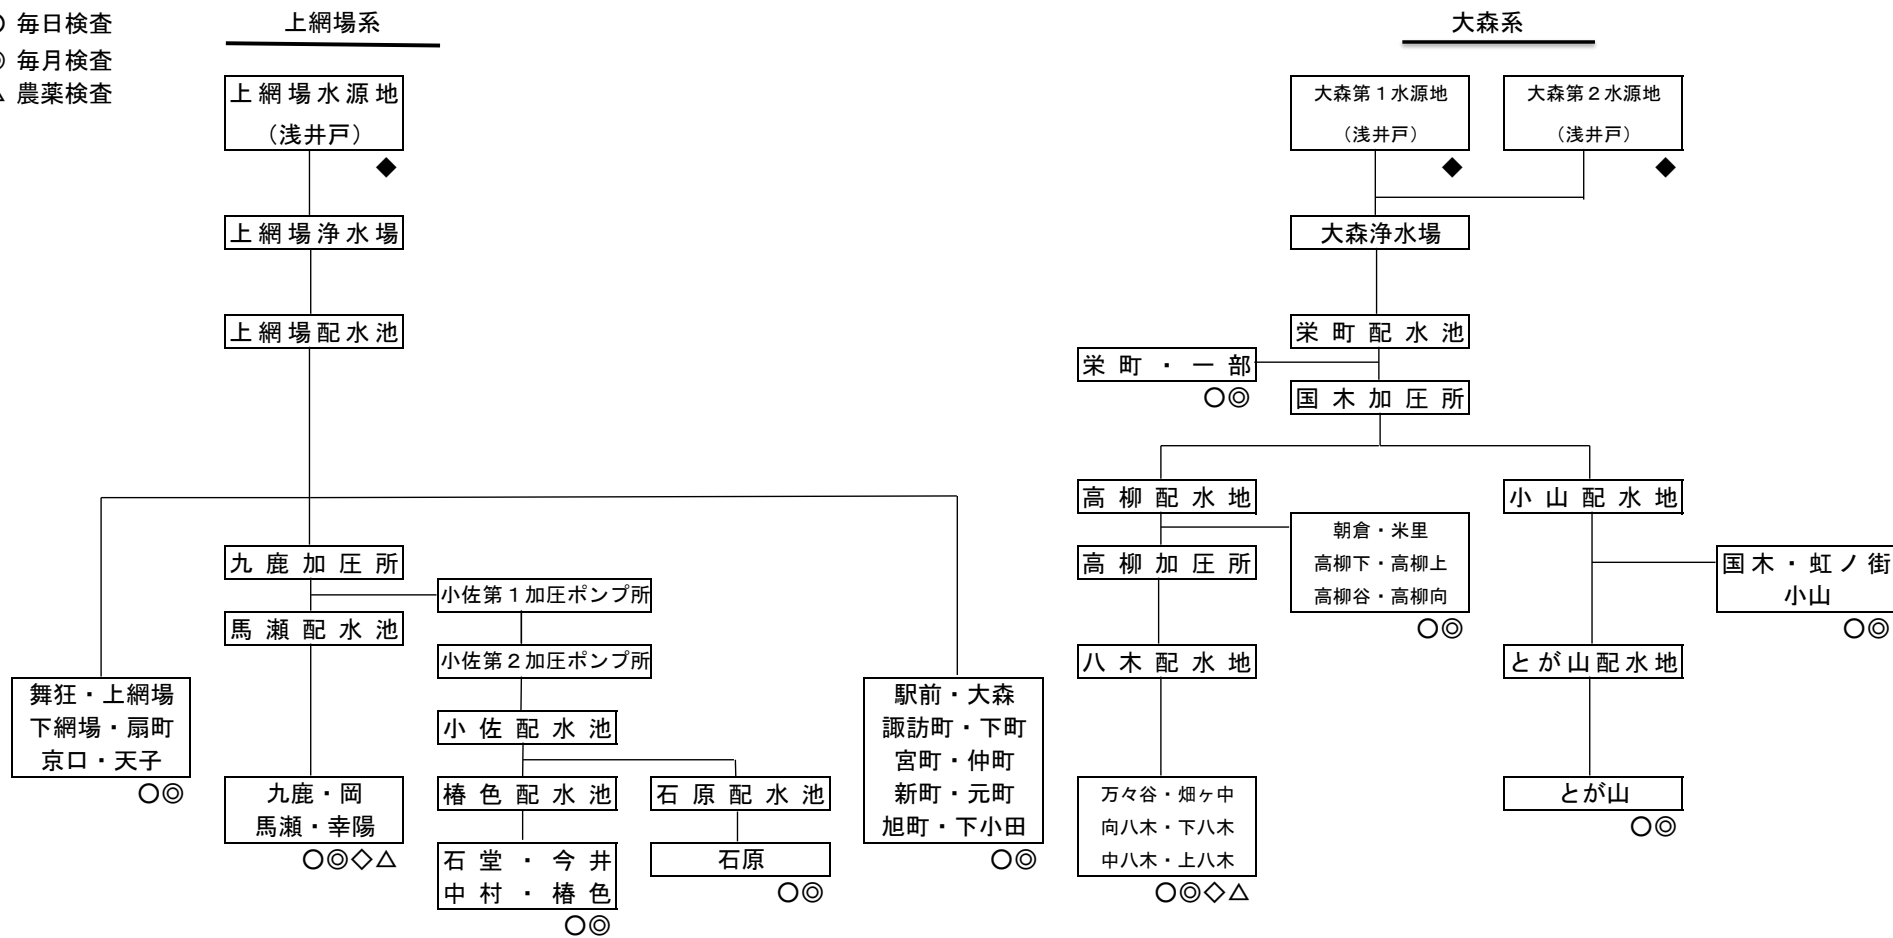 〇 毎日検査
◎ 毎月検査
△ 農薬検査
上網場系
上網場水源地
（浅井戸）
◆
上網場浄水場
上網場配水池
九鹿加圧所
小佐第１加圧ポンプ所
馬瀬配水池
小佐第２加圧ポンプ所
舞狂・上網場
下網場・扇町
京口・天子
〇◎
九鹿・岡
馬瀬・幸陽
〇◎◇△
小佐配水池
椿色配水池
石原配水池
石堂・今井
中村・椿色
〇◎
石原
〇◎
駅前・大森
諏訪町・下町
宮町・仲町
新町・元町
旭町・下小田
〇◎
大森系
大森第１水源地
（浅井戸）
◆
大森第２水源地
（浅井戸）
◆
大森浄水場
栄町配水池
栄町・一部
〇◎
国木加圧所
高柳配水地
朝倉・米里
高柳下・高柳上
高柳谷・高柳向
〇◎
高柳加圧所
八木配水地
万々谷・畑ヶ中
向八木・下八木
中八木・上八木
〇◎◇△
小山配水地
国木・虹ノ街
小山
〇◎
とが山配水地
とが山
〇◎